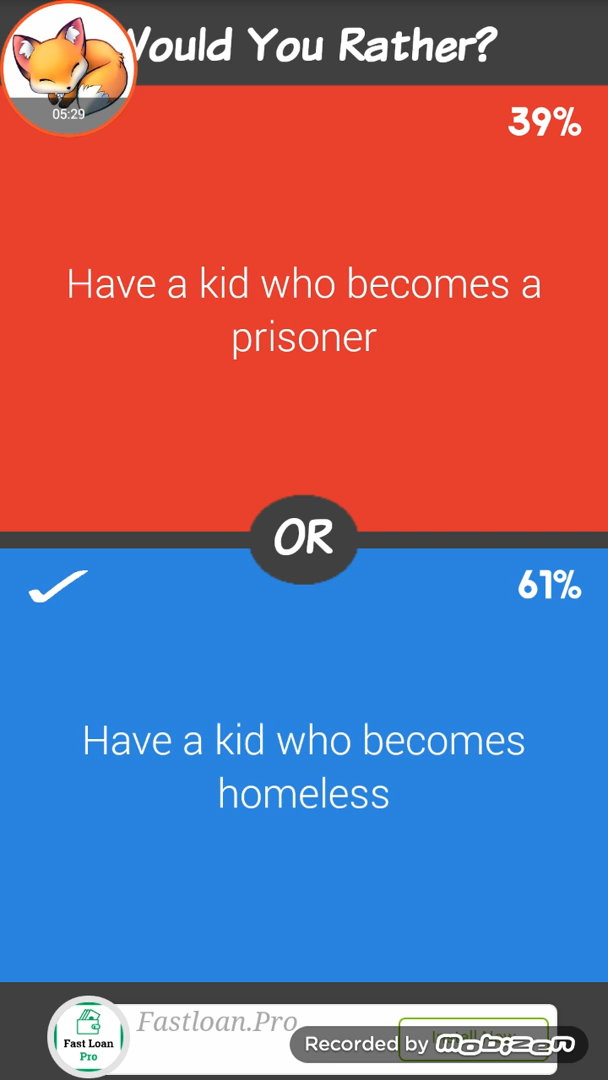 Would You Rather?
05:29
39%
Have a kid who becomes a
prisoner
OR
61%
Have a kid who becomes
homeless
Fastloan.Pro
Fast Loan
Pro
Recorded by mobizen